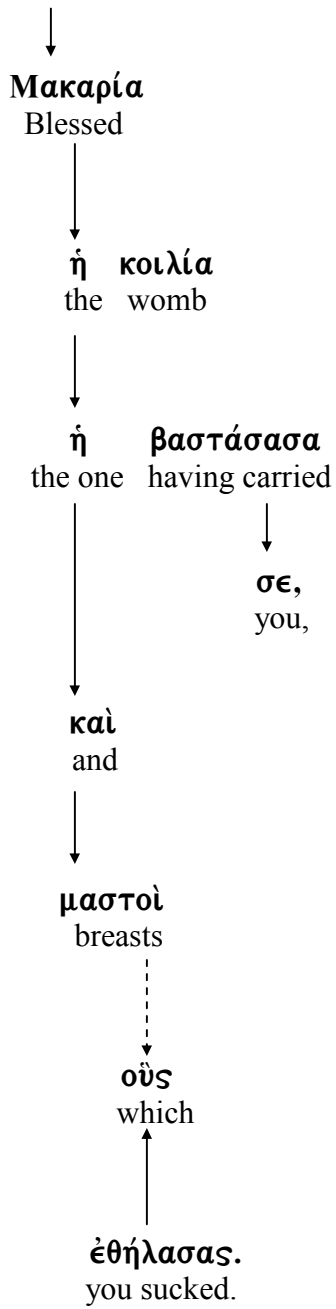 Μακαρία
Blessed
ἡ κοιλία
the womb
ἡ βαστάσασα
the one having carried
σε,
you,
καὶ
and
μαστοὶ
breasts
οὓς
which
ἐθήλασας.
you sucked.